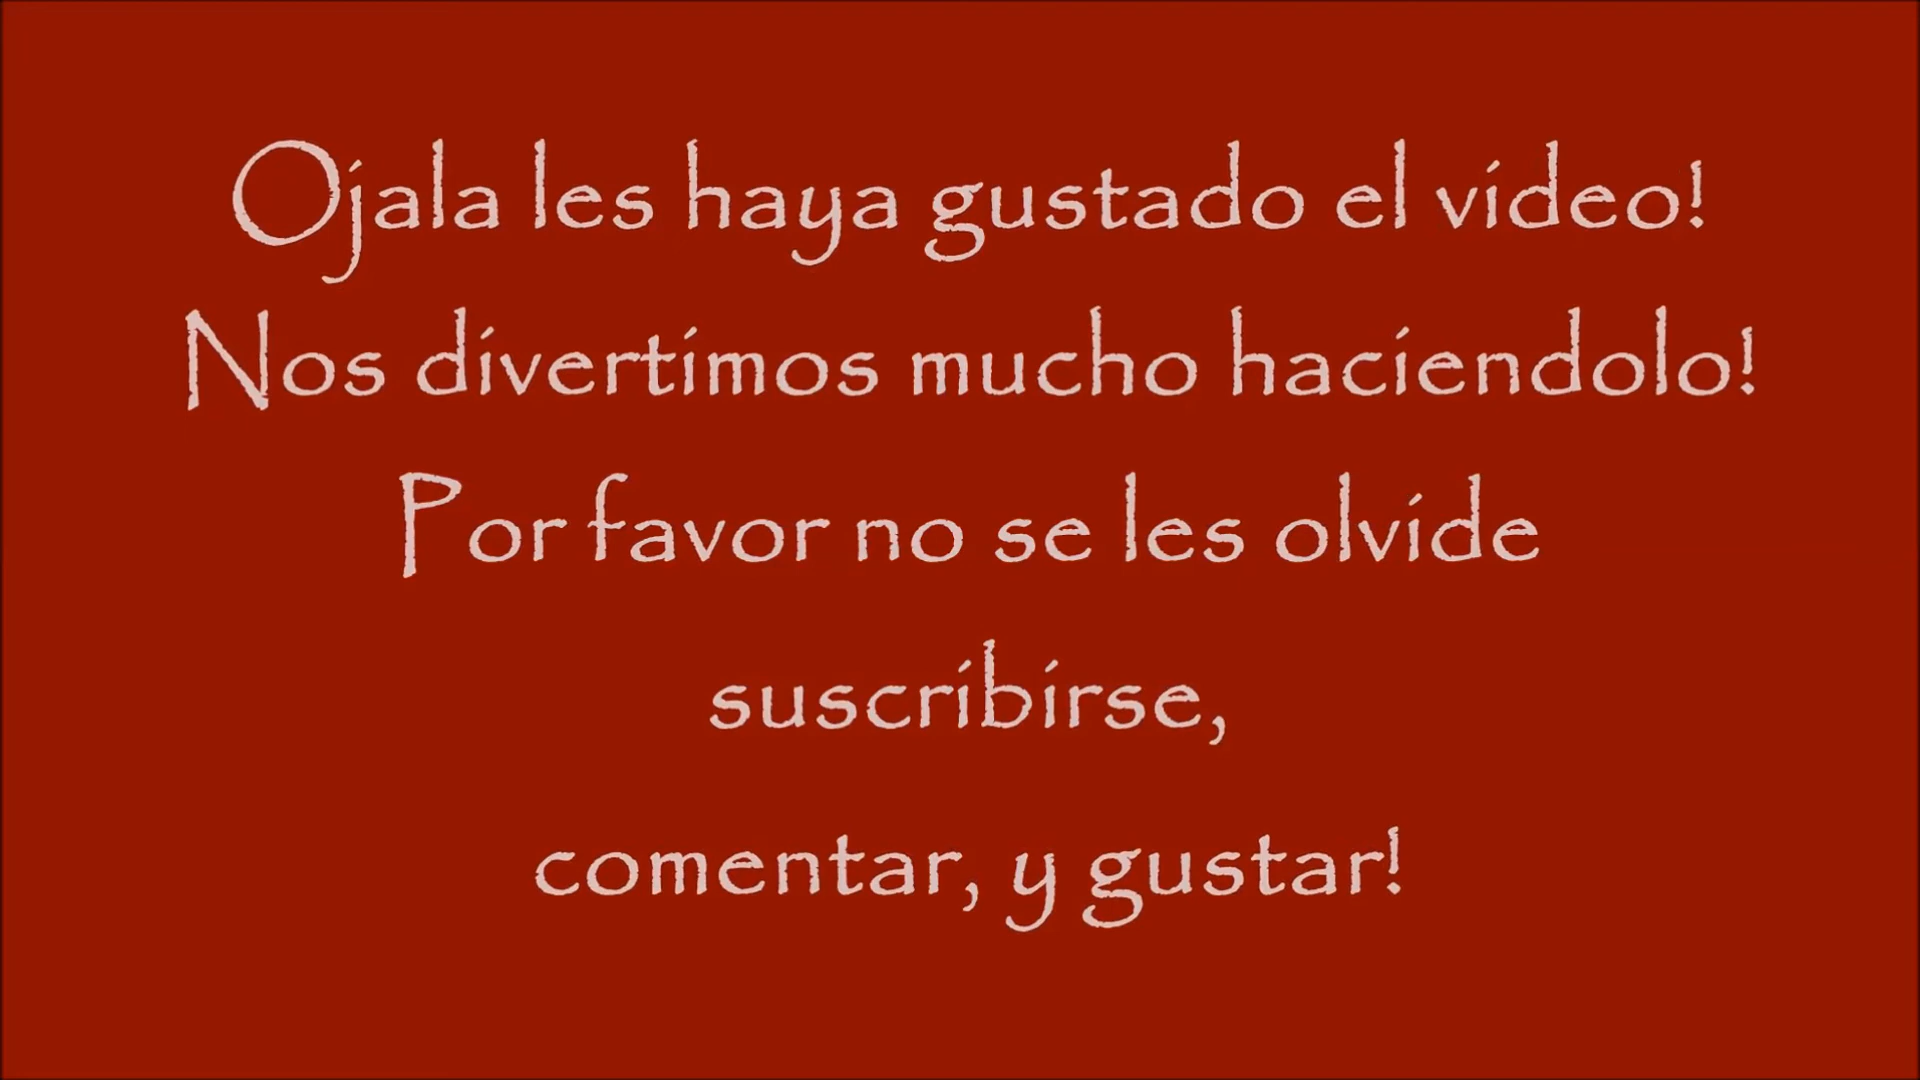 Ojala les haya gustado el video!
Nos divertimos mucho haciendolo!
Por favor no se les olvide
suscribirse,
comentar, y gustar!